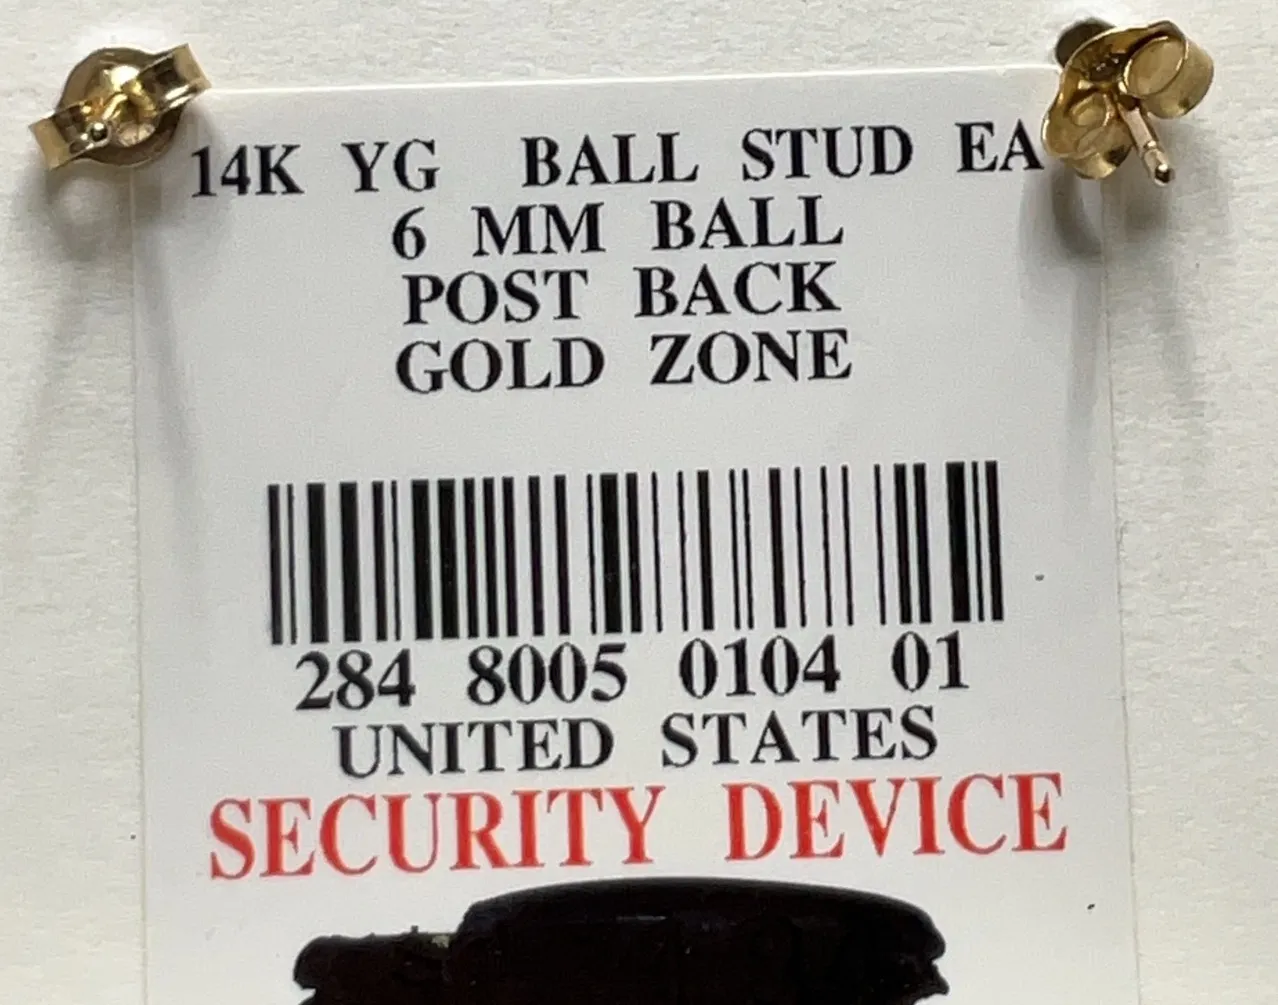 14K YG BALL STUD EA
6 MM BALL
POST BACK
GOLD ZONE
284 8005 0104 01
UNITED STATES
SECURITY DEVICE